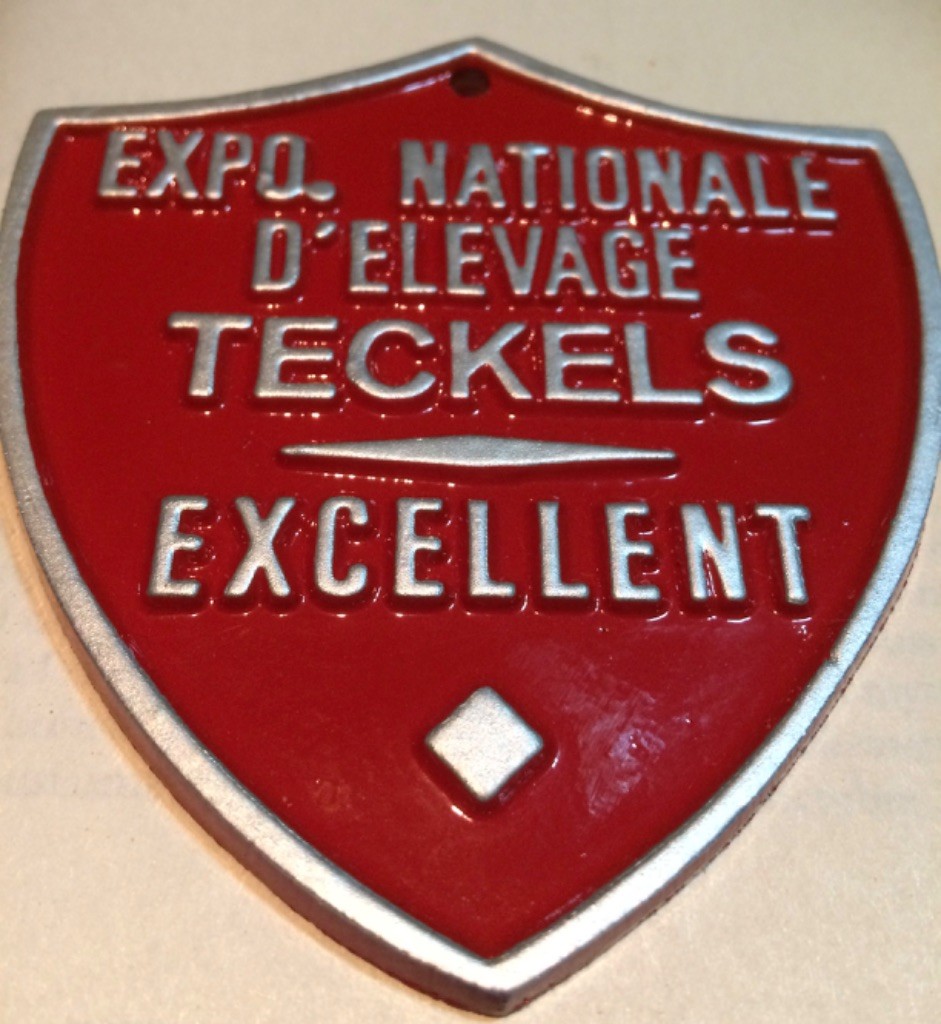 EXPO. NATIONALE
D'ELEVAGE
TECKELS
EXCELLENT